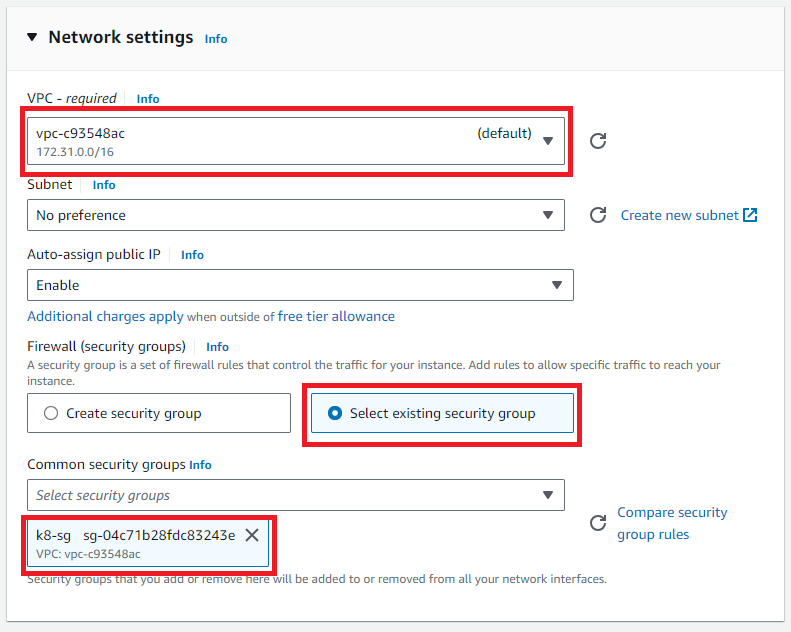 Network settings Info
VPC - required Info
vpc-c93548ac (default)
172.31.0.0/16
Subnet Info
No preference
Create new subnet
Auto-assign public IP Info
Enable
Additional charges apply when outside of free tier allowance
Firewall (security groups) Info
A security group is a set of firewall rules that control the traffic for your instance. Add rules to allow specific traffic to reach your
instance.
Create security group
Select existing security group
Common security groups Info
Select security groups
Compare security
group rules
k8-sg sg-04c71b28fdc83243e
VPC: vpc-c93548ac
Security groups that you add or remove here will be added to or removed from all your network interfaces.